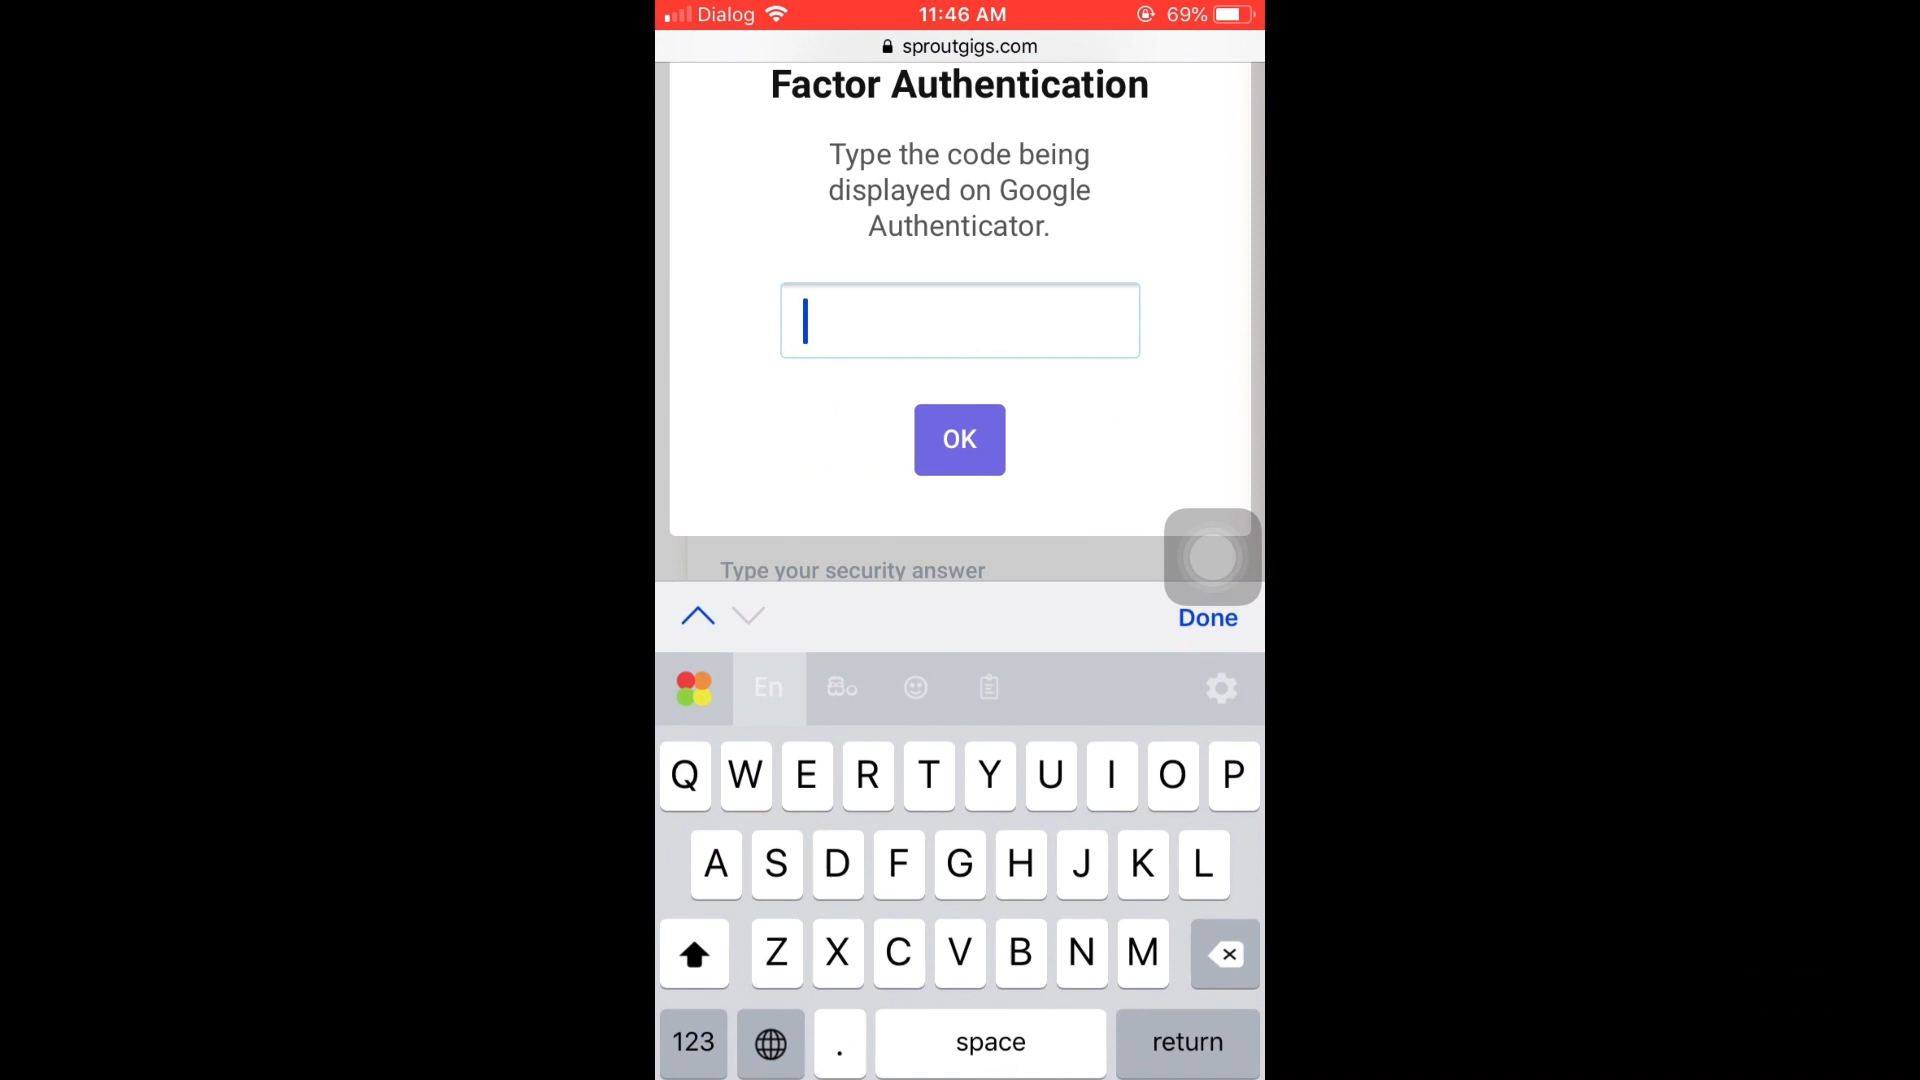 Dialog 11:46 AM 69%
sproutgigs.com
Factor Authentication
Type the code being
displayed on Google
Authenticator.
OK
Type your security answer
Done
En
Q W E R T Y U I O P
A S D F G H J K L
Z X C V B N M
123 . space return